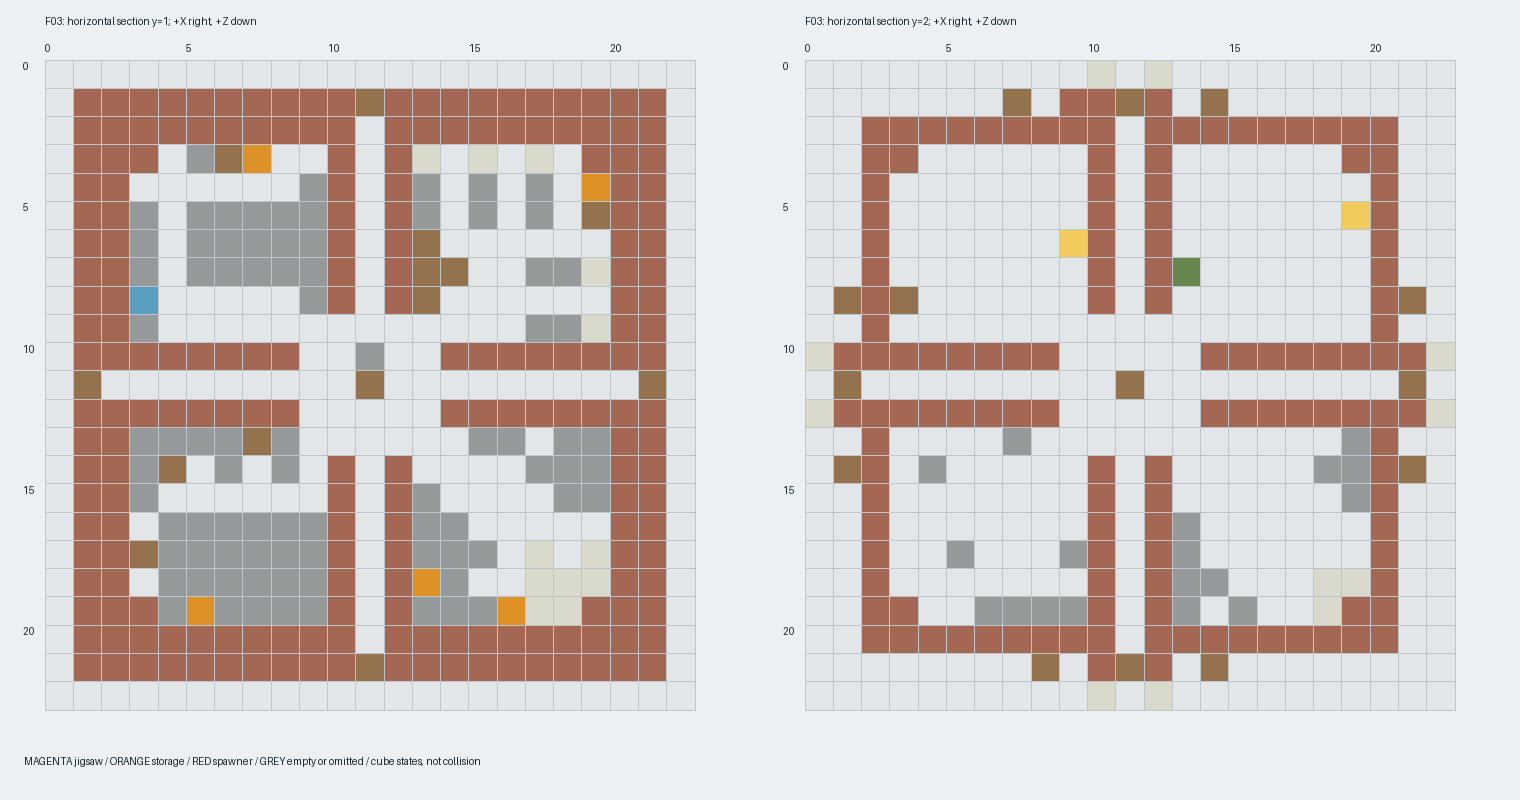 F03: horizontal section y=1; +X right, +Z down
F03: horizontal section y=2; +X right, +Z down
0 5 10 15 20
0 5 10 15 20
0
0
5
5
10
10
15
15
20
20
MAGENTA jigsaw / ORANGE storage / RED spawner / GREY empty or omitted / cube states, not collision